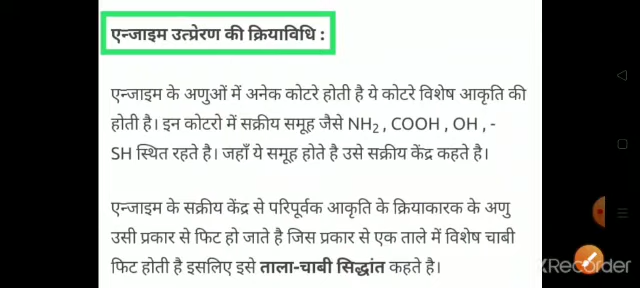 एन्जाइम उत्प्रेरण की क्रियाविधि :
एन्जाइम के अणुओं में अनेक कोटरे होती है ये कोटरे विशेष आकृति की
होती है। इन कोटरो में सक्रीय समूह जैसे NH₂ , COOH , OH , -
SH स्थित रहते है। जहाँ ये समूह होते है उसे सक्रीय केंद्र कहते है।
एन्जाइम के सक्रीय केंद्र से परिपूर्वक आकृति के क्रियाकारक के अणु
उसी प्रकार से फिट हो जाते है जिस प्रकार से एक ताले में विशेष चाबी
फिट होती है इसलिए इसे ताला-चाबी सिद्धांत कहते है।
XRecorder